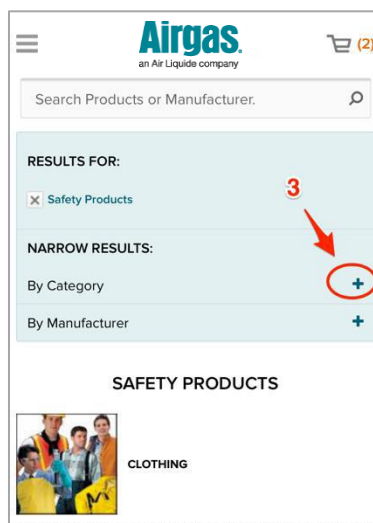 Airgas.
an Air Liquide company
(2)
Search Products or Manufacturer.
RESULTS FOR:
Safety Products
3
NARROW RESULTS:
By Category +
By Manufacturer +
SAFETY PRODUCTS
CLOTHING